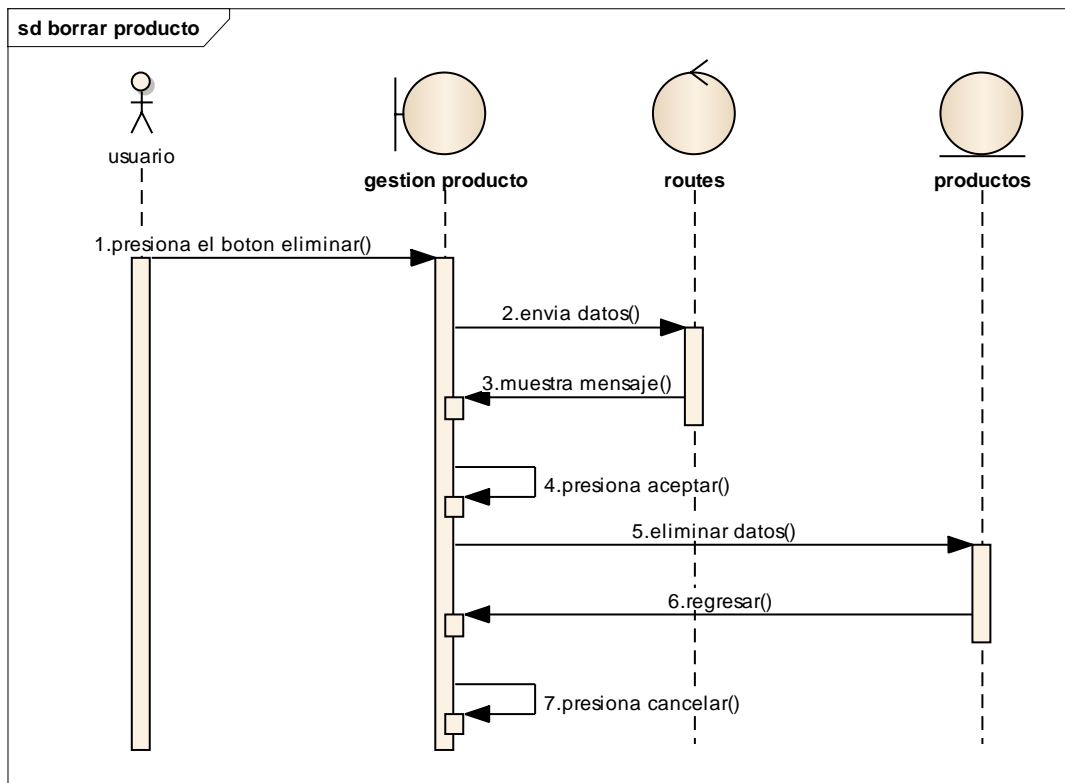 sd borrar producto
usuario
gestion producto
routes
productos
1.presiona el boton eliminar()
2.envia datos()
3.muestra mensaje()
4.presiona aceptar()
5.eliminar datos()
6.regresar()
7.presiona cancelar()